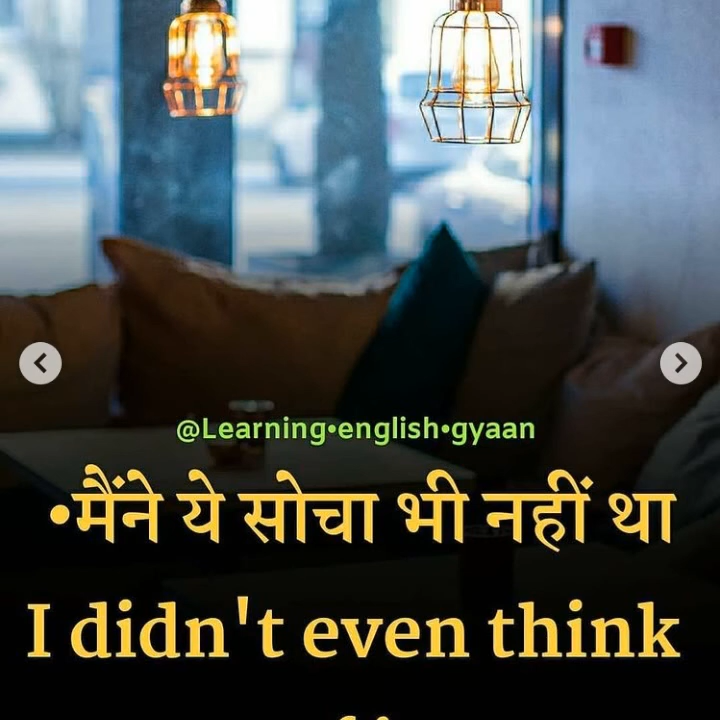 @Learning•english•gyaan
•मैंने ये सोचा भी नहीं था
I didn't even think